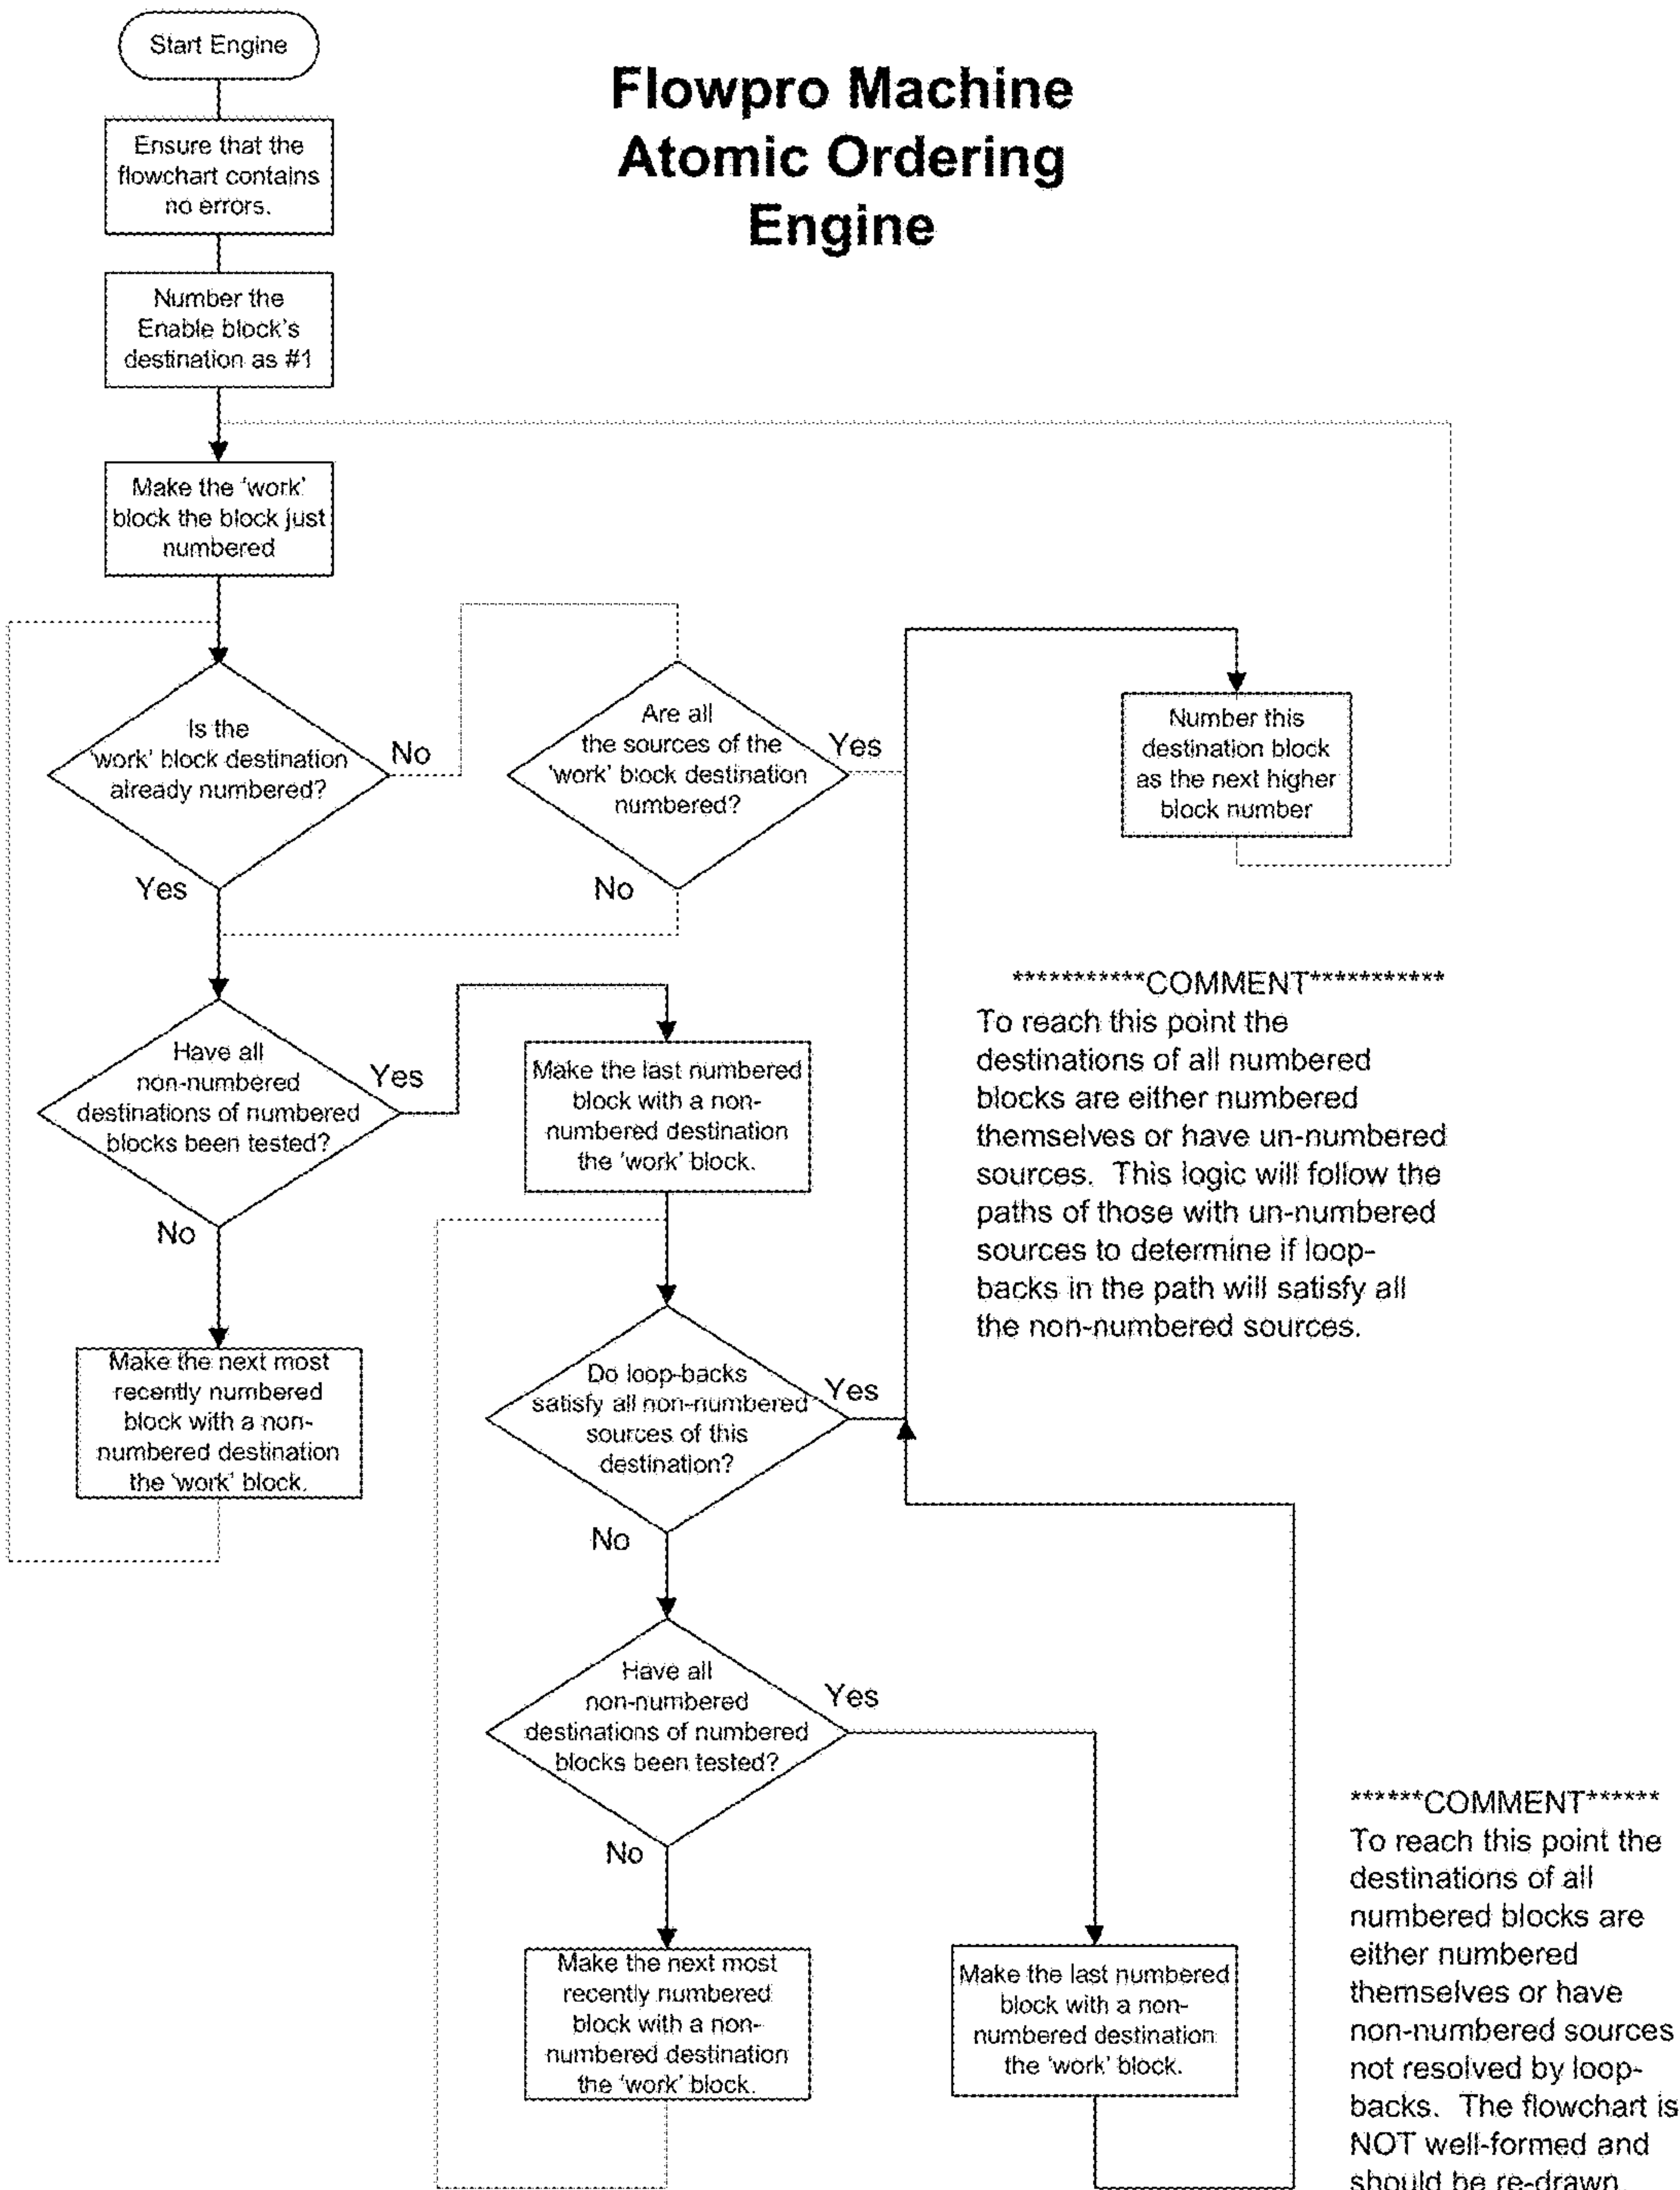 Start Engine
Flowpro Machine
Atomic Ordering
Engine
Ensure that the
flowchart contains
no errors.
Number the
Enable block's
destination as #1
Make the 'work'
block the block just
numbered
Is the
'work' block destination
already numbered?
No
Yes
Are all
the sources of the
'work' block destination
numbered?
Yes
No
Number this
destination block
as the next higher
block number
Have all
non-numbered
destinations of numbered
blocks been tested?
Yes
No
Make the last numbered
block with a non-
numbered destination
the 'work' block.
***********COMMENT***********
To reach this point the
destinations of all numbered
blocks are either numbered
themselves or have un-numbered
sources. This logic will follow the
paths of those with un-numbered
sources to determine if loop-
backs in the path will satisfy all
the non-numbered sources.
Make the next most
recently numbered
block with a non-
numbered destination
the 'work' block.
Do loop-backs
satisfy all non-numbered
sources of this
destination?
Yes
No
Have all
non-numbered
destinations of numbered
blocks been tested?
Yes
No
Make the next most
recently numbered
block with a non-
numbered destination
the 'work' block.
Make the last numbered
block with a non-
numbered destination
the 'work' block.
******COMMENT******
To reach this point the
destinations of all
numbered blocks are
either numbered
themselves or have
non-numbered sources
not resolved by loop-
backs. The flowchart is
NOT well-formed and
should be re-drawn.